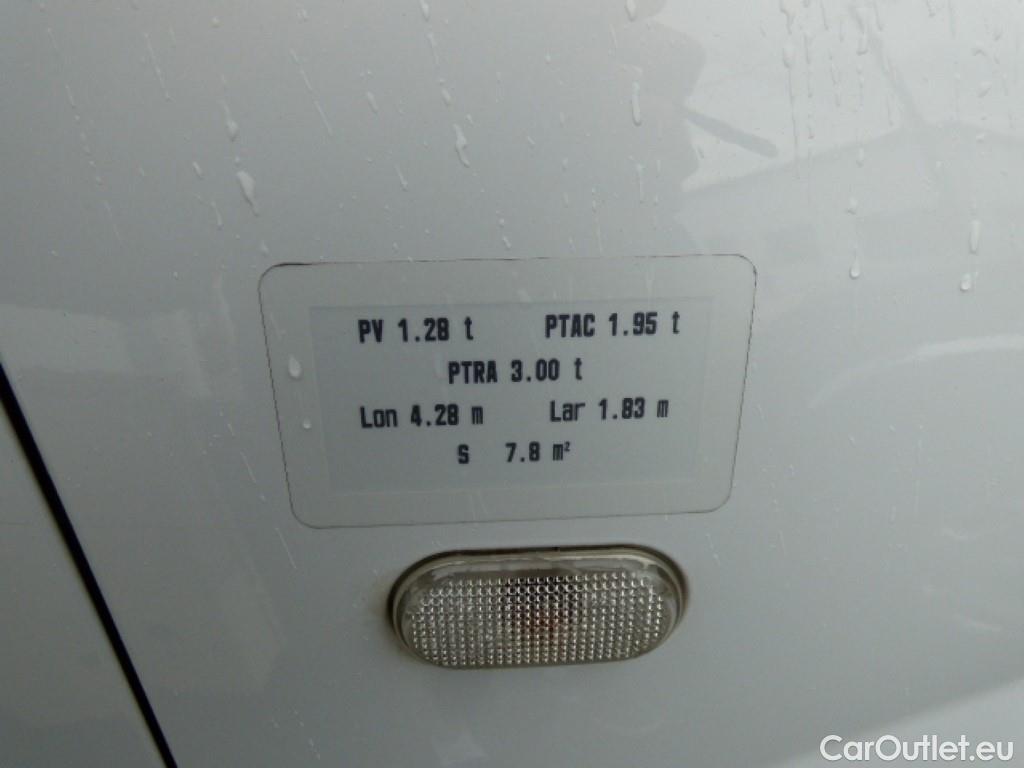 PV 1.28 t PTAC 1.95 t
PTRA 3.00 t
Lon 4.28 m Lar 1.83 m
S 7.8 m²
CarOutlet.eu